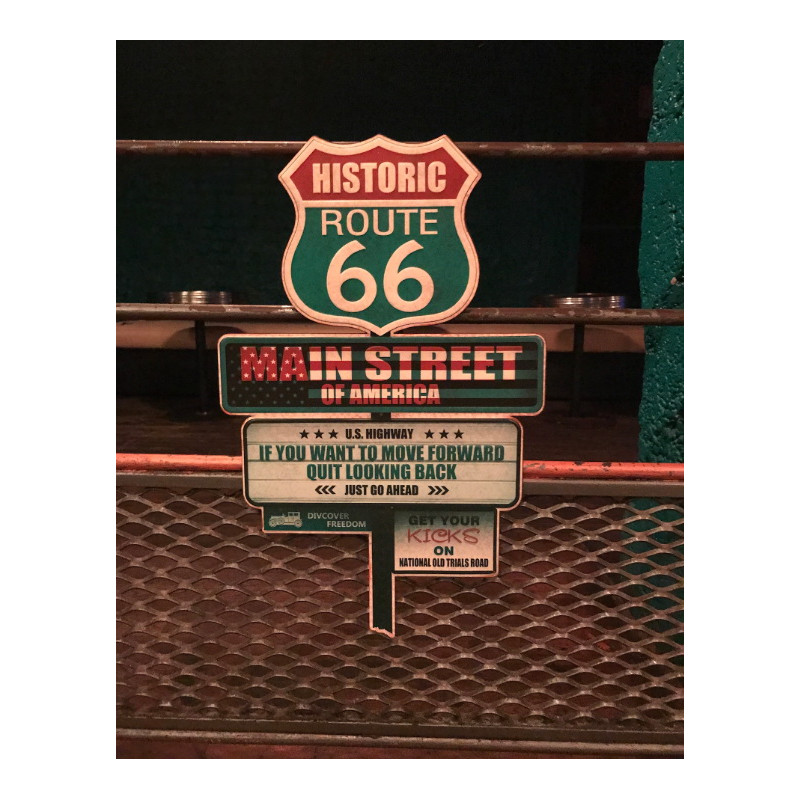 HISTORIC
ROUTE
66
MAIN STREET
OF AMERICA
★★★ U.S. HIGHWAY ★★★
IF YOU WANT TO MOVE FORWARD
QUIT LOOKING BACK
<<< JUST GO AHEAD >>>
DIVCOVER
FREEDOM
GET YOUR
KICKS
ON
NATIONAL OLD TRIALS ROAD